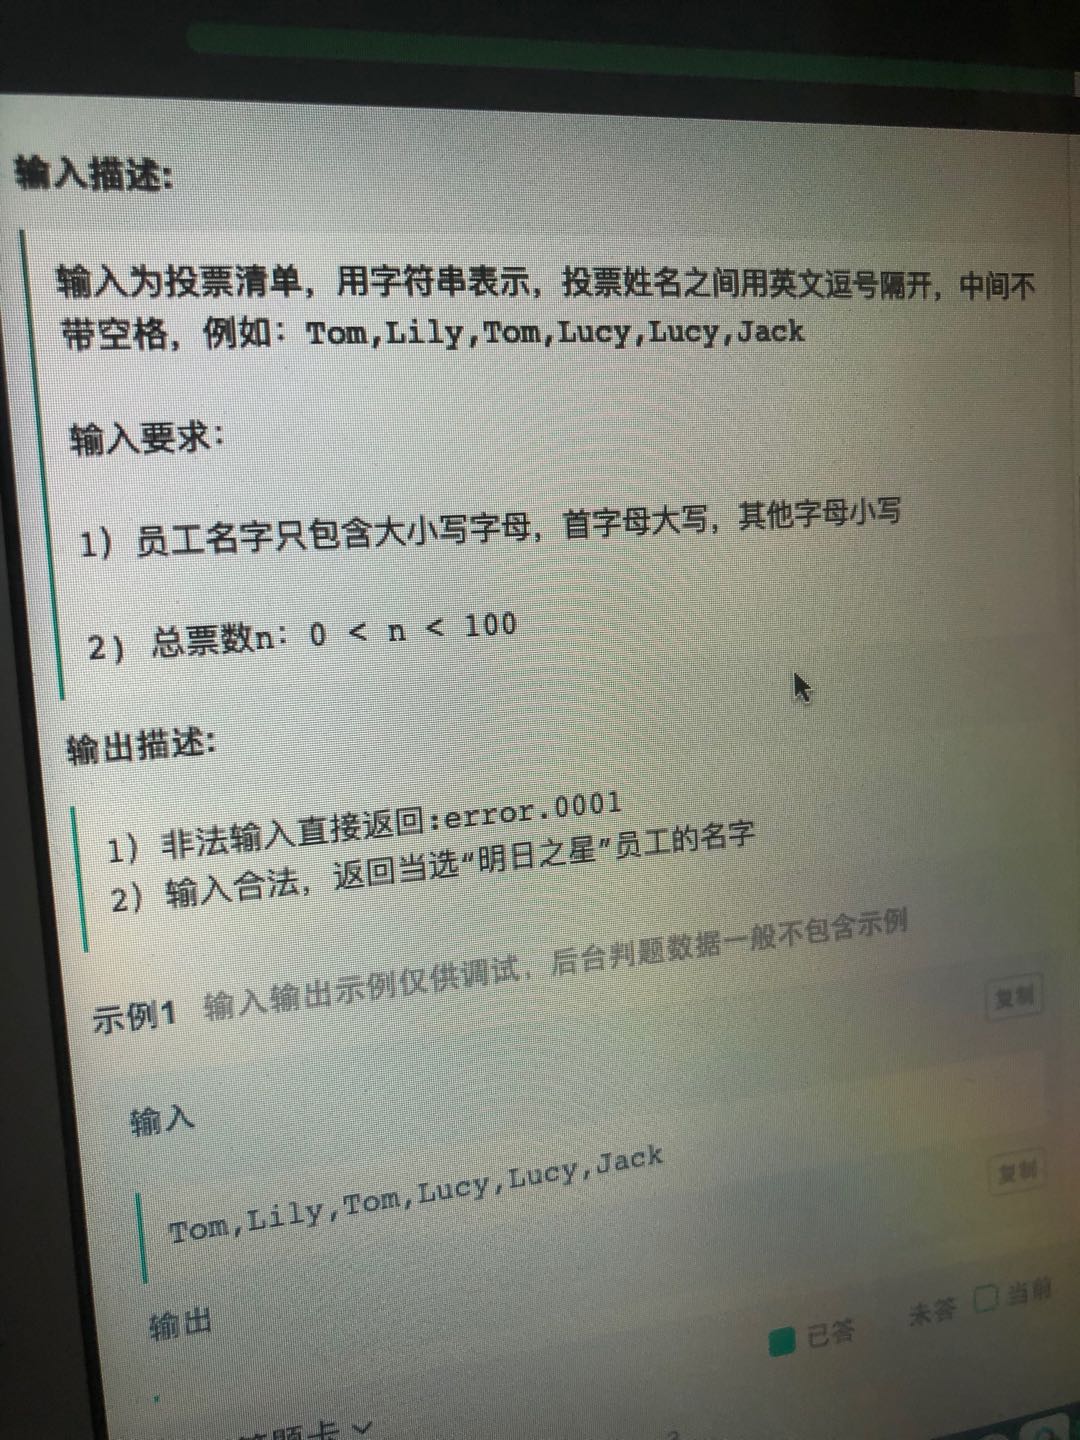 输入描述:
输入为投票清单，用字符串表示，投票姓名之间用英文逗号隔开，中间不
带空格，例如：Tom,Lily,Tom,Lucy,Lucy,Jack
输入要求：
1) 员工名字只包含大小写字母，首字母大写，其他字母小写
2) 总票数n：0 < n < 100
输出描述:
1) 非法输入直接返回:error.0001
2) 输入合法，返回当选“明日之星”员工的名字
示例1 输入输出示例仅供调试，后台判题数据一般不包含示例
复制
输入
Tom,Lily,Tom,Lucy,Lucy,Jack
复制
输出
已答 未答 当前
答题卡